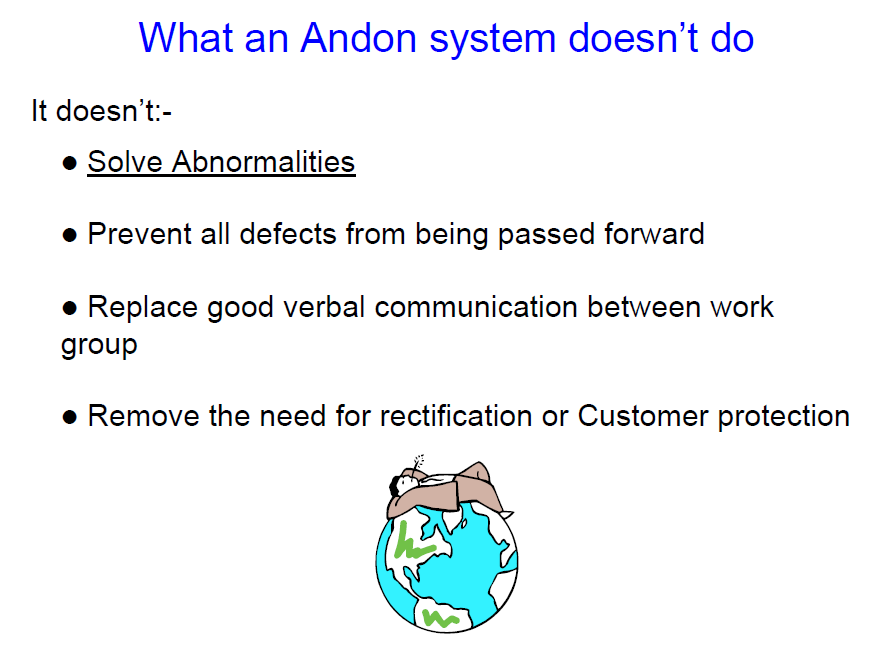 What an Andon system doesn’t do
It doesn’t:-
● Solve Abnormalities
● Prevent all defects from being passed forward
● Replace good verbal communication between work
group
● Remove the need for rectification or Customer protection